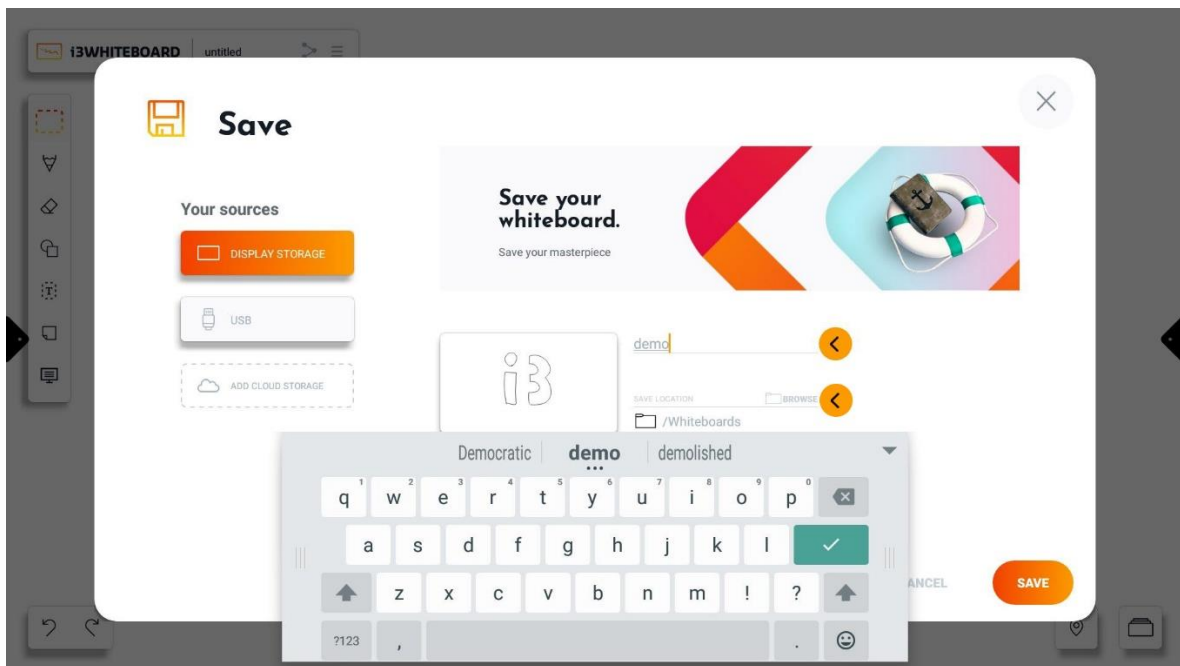 i3WHITEBOARD untitled
Save
Save your
whiteboard.
Save your masterpiece
Your sources
DISPLAY STORAGE
USB
ADD CLOUD STORAGE
i3
demo
SAVE LOCATION BROWSE
/Whiteboards
Democratic demo demolished
q 1 w 2 e 3 r 4 t 5 y 6 u 7 i 8 o 9 p 0
a s d f g h j k l
z x c v b n m ! ?
?123 , .
ANCEL SAVE